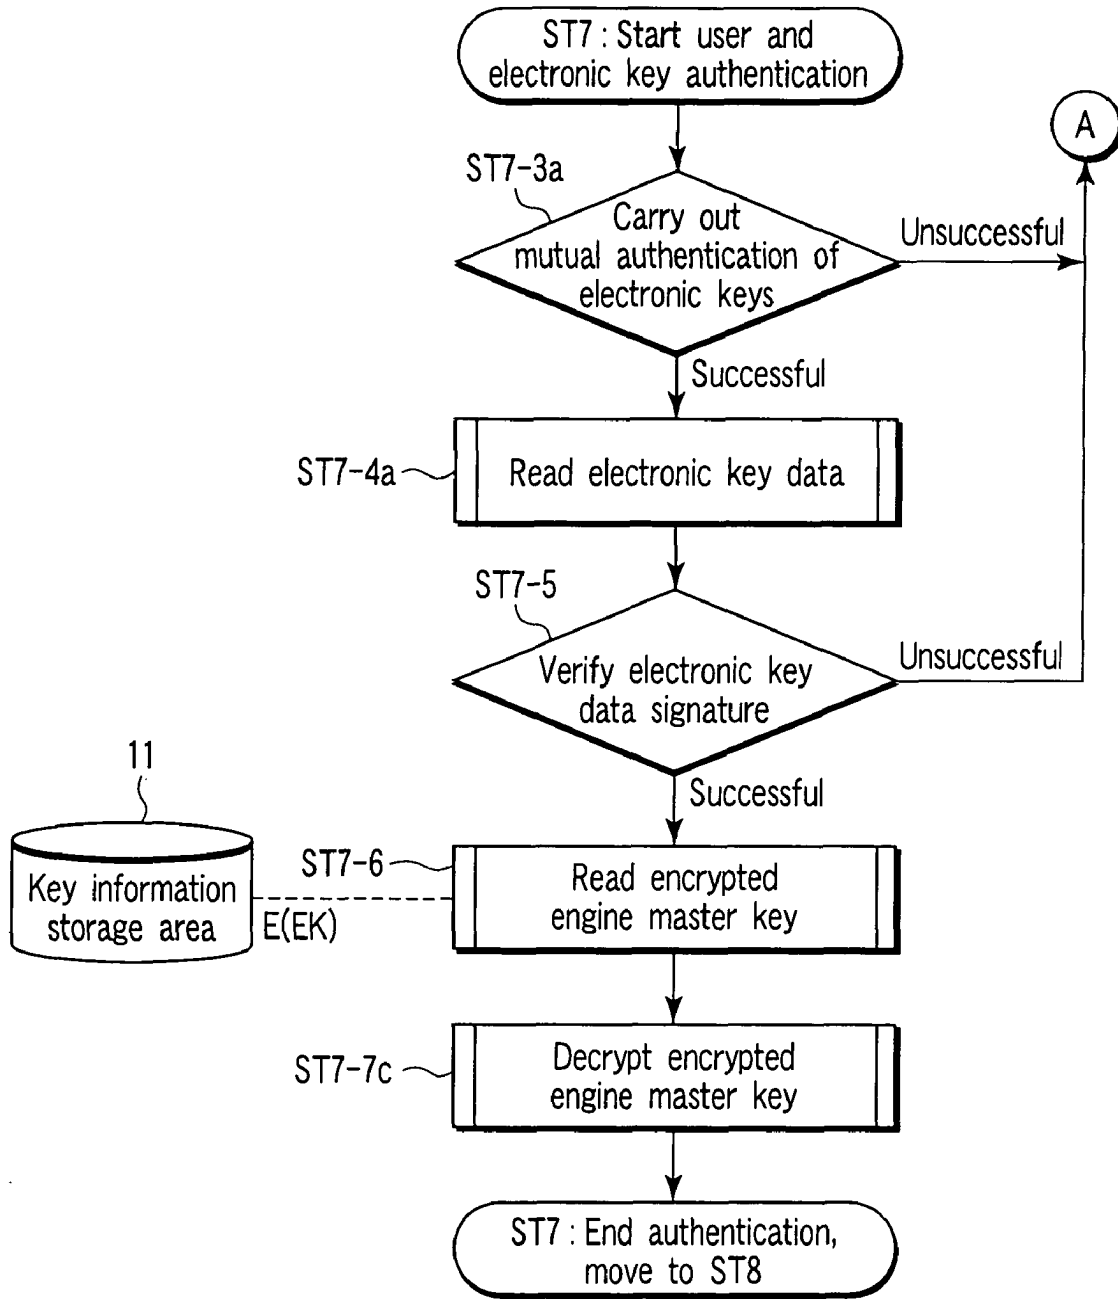 ST7 : Start user and
electronic key authentication
A
ST7-3a
Carry out
mutual authentication of
electronic keys
Unsuccessful
Successful
ST7-4a
Read electronic key data
ST7-5
Verify electronic key
data signature
Unsuccessful
Successful
11
Key information
storage area
E(EK)
ST7-6
Read encrypted
engine master key
ST7-7c
Decrypt encrypted
engine master key
ST7 : End authentication,
move to ST8